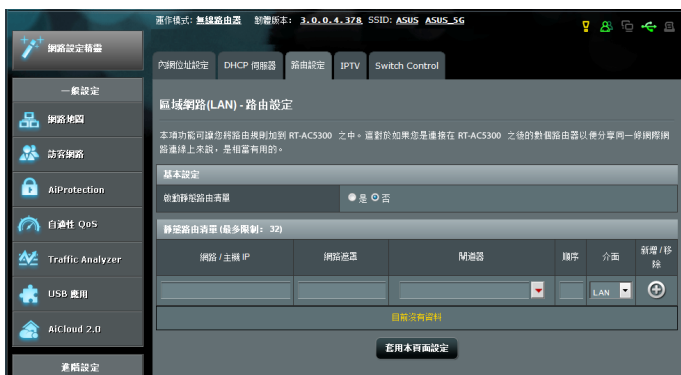 運作模式: 無線路由器 韌體版本: 3.0.0.4.378 SSID: ASUS ASUS_5G
網路設定精靈
內網位址設定 DHCP 伺服器 路由設定 IPTV Switch Control
一般設定
網路地圖
訪客網路
AiProtection
自適性 QoS
Traffic Analyzer
USB 應用
AiCloud 2.0
進階設定
區域網路(LAN) - 路由設定
本項功能可讓您將路由規則加到 RT-AC5300 之中。這對於如果您是連接在 RT-AC5300 之後的數個路由器以便分享同一條網際網
路連線上來說，是相當有用的。
基本設定
啟動靜態路由清單 是 否
靜態路由清單 (最多限制: 32)
網路 / 主機 IP 網路遮罩 閘道器 順序 介面 新增 / 移
除
LAN
目前沒有資料
套用本頁面設定